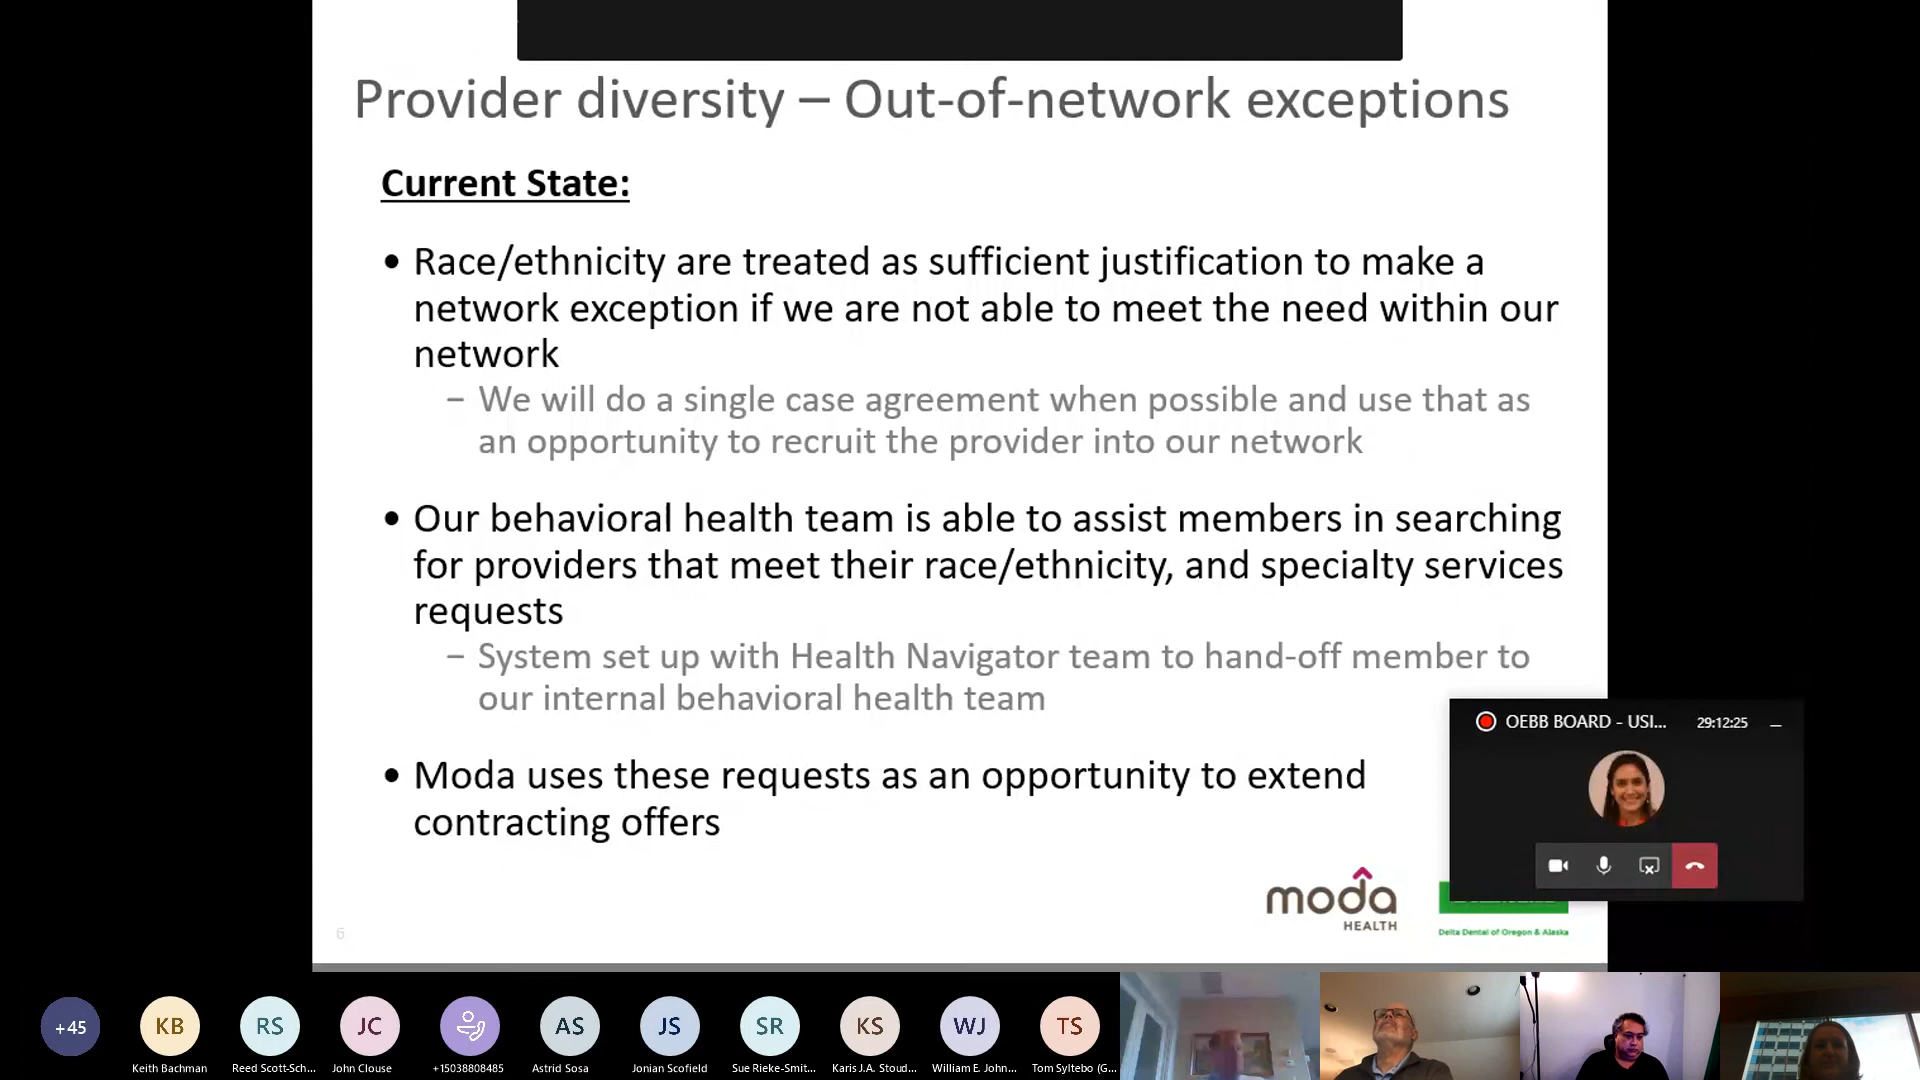 Provider diversity – Out-of-network exceptions
Current State:
• Race/ethnicity are treated as sufficient justification to make a
network exception if we are not able to meet the need within our
network
– We will do a single case agreement when possible and use that as
an opportunity to recruit the provider into our network
• Our behavioral health team is able to assist members in searching
for providers that meet their race/ethnicity, and specialty services
requests
– System set up with Health Navigator team to hand-off member to
our internal behavioral health team
• Moda uses these requests as an opportunity to extend
contracting offers
OEBB BOARD - USI... 29:12:25
moda
HEALTH
Delta Dental of Oregon & Alaska
6
+45 KB RS JC AS JS SR KS WJ TS
Keith Bachman Reed Scott-Sch... John Clouse +15038808485 Astrid Sosa Jonian Scofield Sue Rieke-Smit... Karis J.A. Stoud... William E. John... Tom Syltebo (G...